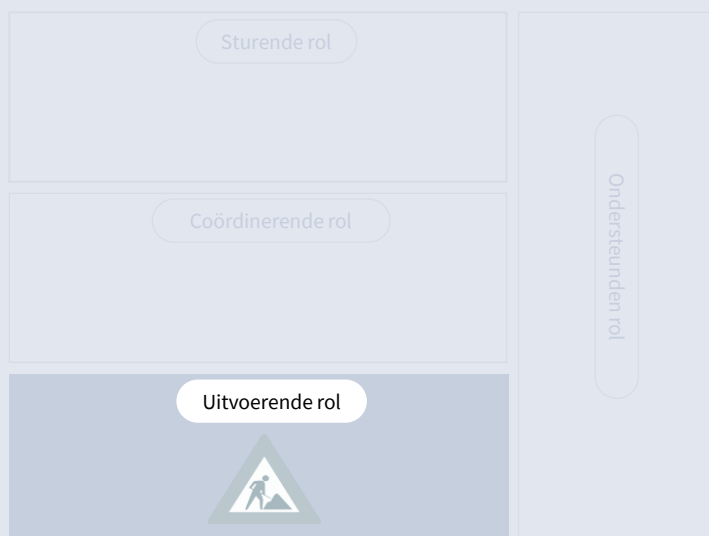 Sturende rol
Coördinerende rol
Ondersteunden rol
Uitvoerende rol